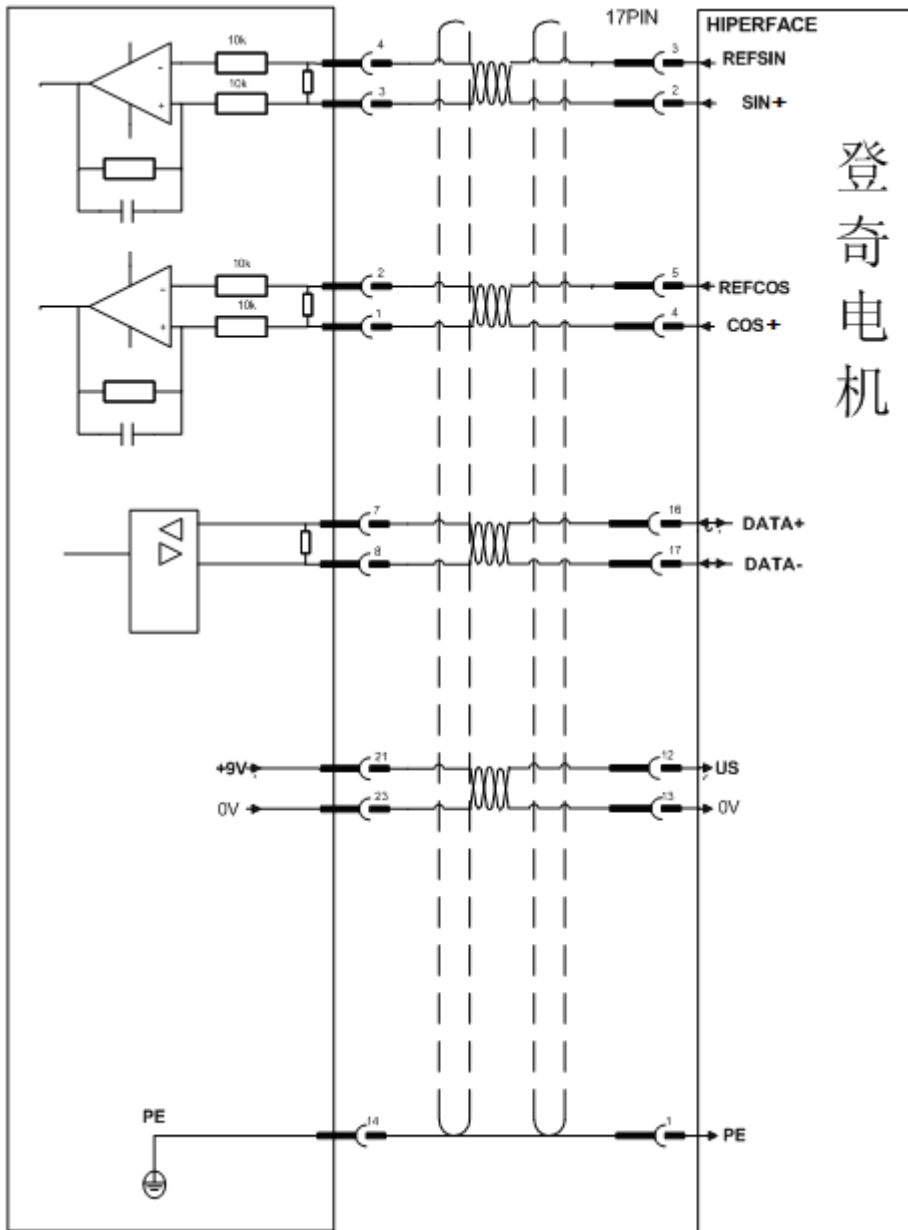 17PIN
HIPERFACE
10k
4
3
REFSIN
10k
3
2
SIN+
登奇电机
10k
2
5
REFCOS
10k
1
4
COS+
7
16
DATA+
8
17
DATA-
+9V
21
12
US
0V
23
13
0V
PE
14
1
PE